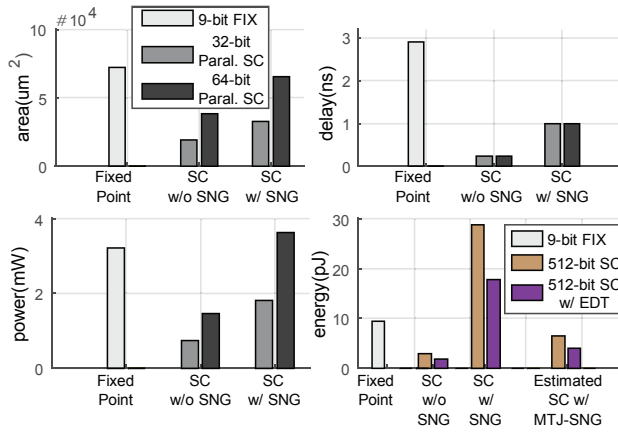 # 10^4
10
5
0
area(um^2)
9-bit FIX
32-bit
Paral. SC
64-bit
Paral. SC
Fixed
Point
SC
w/o SNG
SC
w/ SNG
3
2
1
0
delay(ns)
Fixed
Point
SC
w/o SNG
SC
w/ SNG
4
2
0
power(mW)
Fixed
Point
SC
w/o SNG
SC
w/ SNG
30
20
10
0
energy(pJ)
9-bit FIX
512-bit SC
512-bit SC
w/ EDT
Fixed
Point
SC
w/o
SNG
SC
w/
SNG
Estimated
SC w/
MTJ-SNG